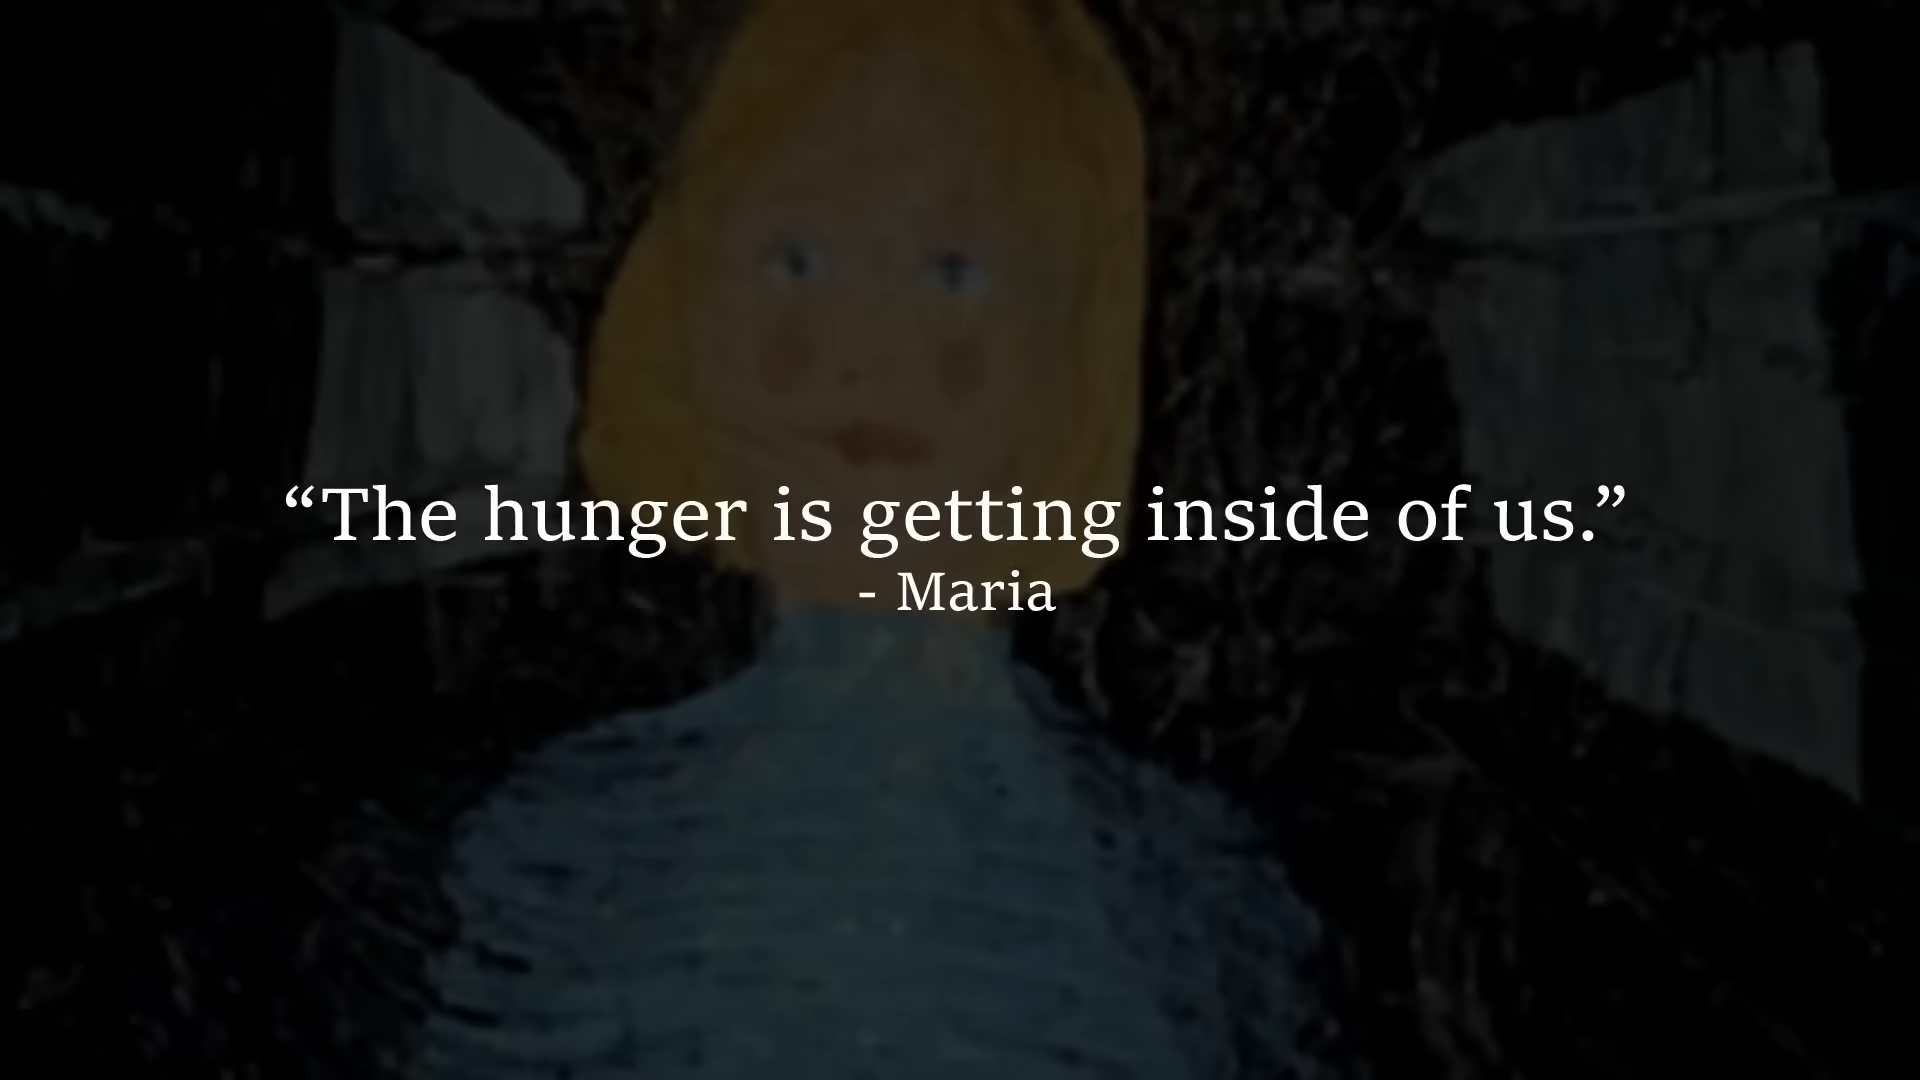 “The hunger is getting inside of us.”
- Maria